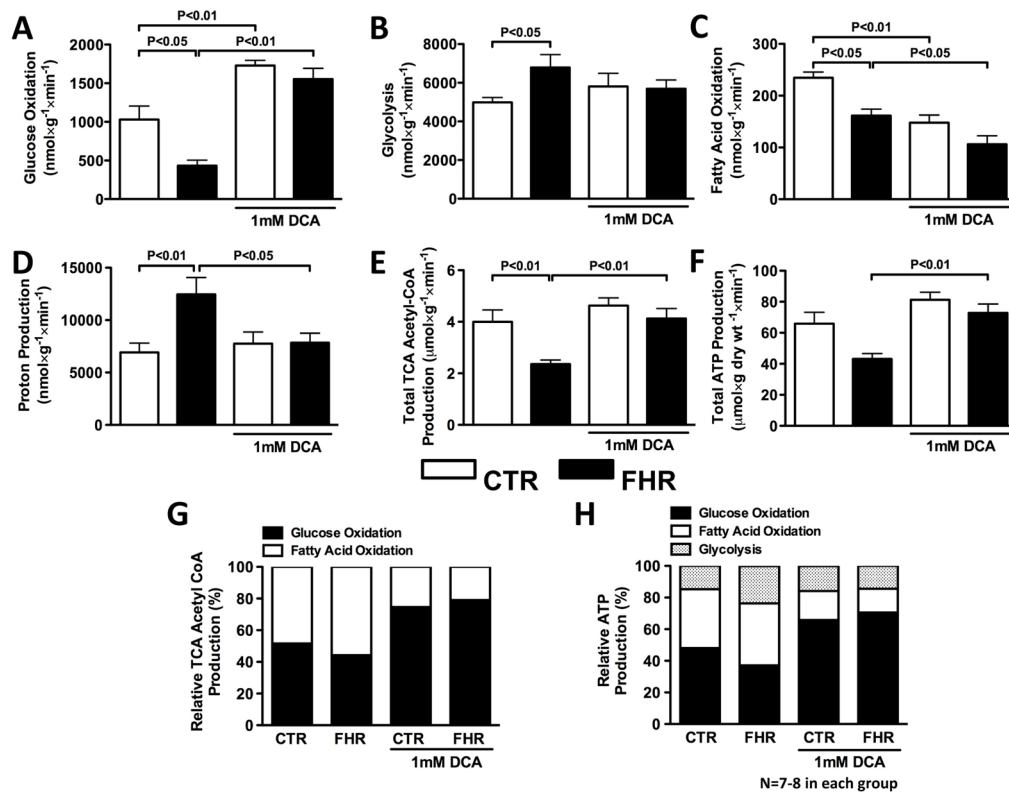 A
P<0.01
P<0.05
P<0.01
Glucose Oxidation
(nmol×g⁻¹×min⁻¹)
2000
1500
1000
500
0
1mM DCA
B
P<0.05
Glycolysis
(nmol×g⁻¹×min⁻¹)
8000
6000
4000
2000
0
1mM DCA
C
P<0.01
P<0.05
P<0.05
Fatty Acid Oxidation
(nmol×g⁻¹×min⁻¹)
300
200
100
0
1mM DCA
D
P<0.01
P<0.05
Proton Production
(nmol×g⁻¹×min⁻¹)
15000
10000
5000
0
1mM DCA
E
P<0.01
P<0.01
Total TCA Acetyl-CoA
Production (μmol×g⁻¹×min⁻¹)
6
4
2
0
1mM DCA
F
P<0.01
Total ATP Production
(μmol×g dry wt ⁻¹×min⁻¹)
100
80
60
40
20
0
1mM DCA
CTR
FHR
G
Glucose Oxidation
Fatty Acid Oxidation
Relative TCA Acetyl CoA
Production (%)
100
80
60
40
20
0
CTR FHR CTR FHR
1mM DCA
H
Glucose Oxidation
Fatty Acid Oxidation
Glycolysis
Relative ATP
Production (%)
100
80
60
40
20
0
CTR FHR CTR FHR
1mM DCA
N=7-8 in each group